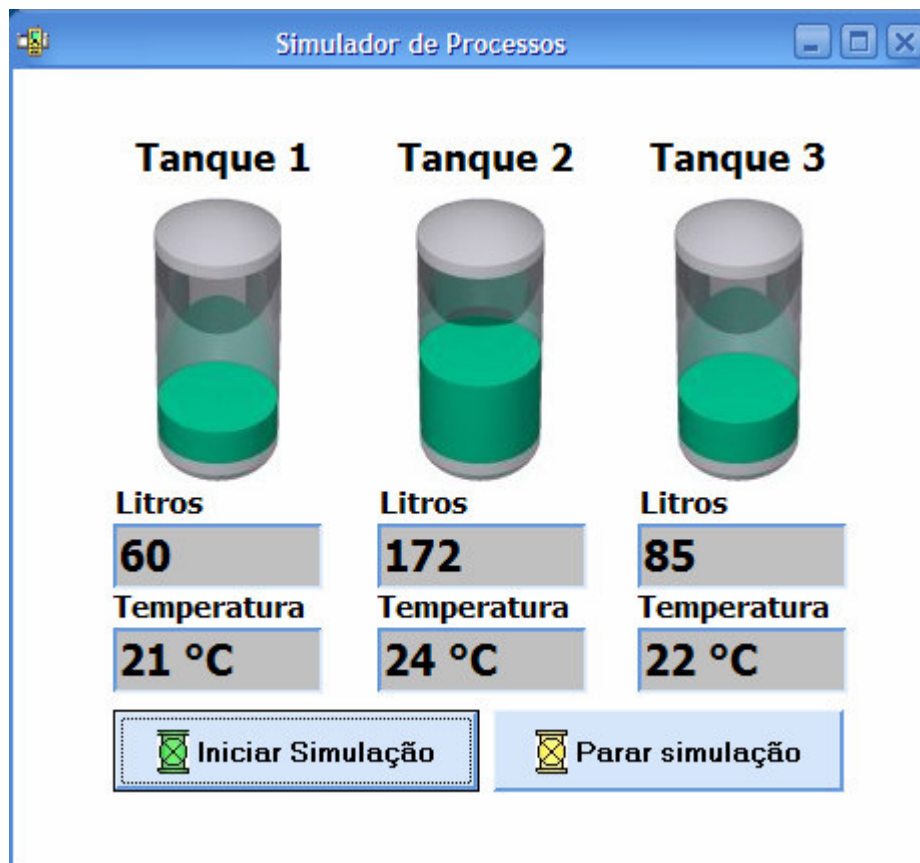 Simulador de Processos
Tanque 1 Tanque 2 Tanque 3
Litros Litros Litros
60 172 85
Temperatura Temperatura Temperatura
21 °C 24 °C 22 °C
Iniciar Simulação Parar simulação